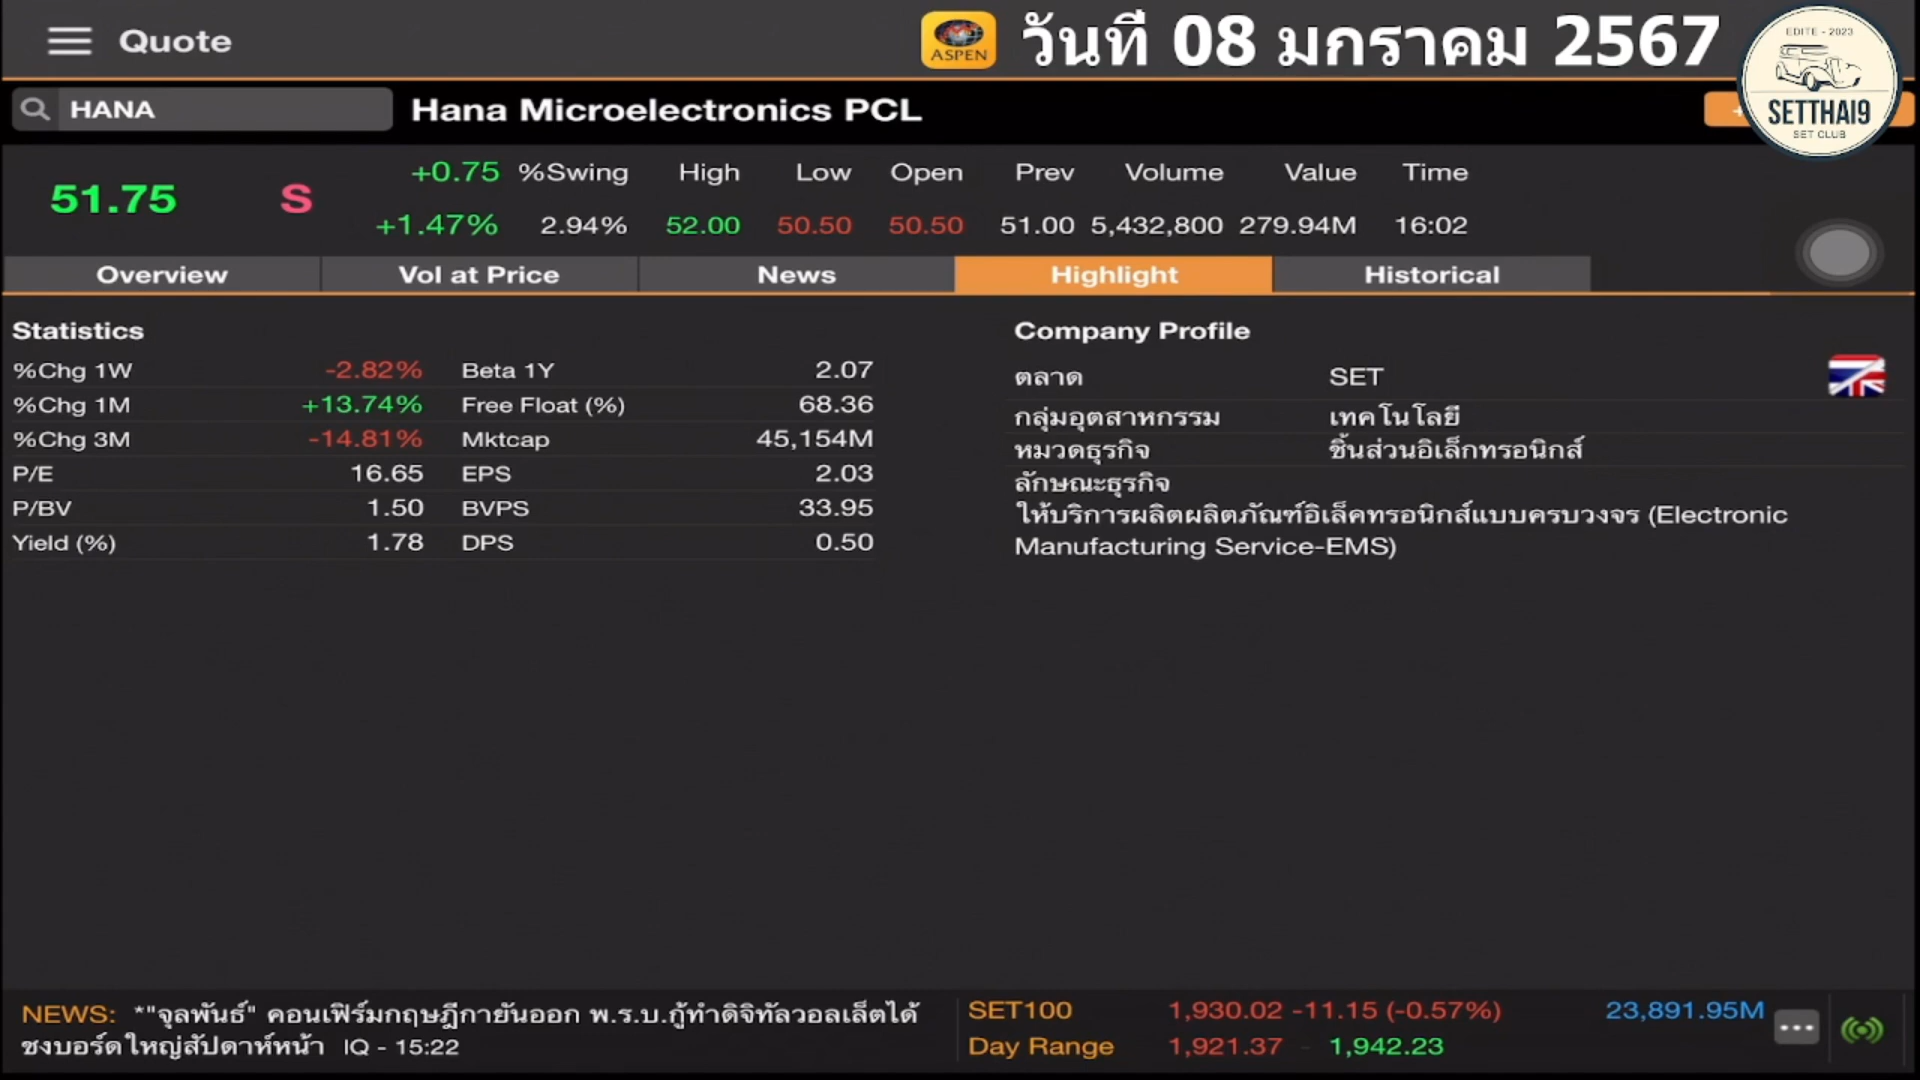 Quote
ASPEN
วันที่ 08 มกราคม 2567
EDITE - 2023
SETTHAI9
SET CLUB
HANA
Hana Microelectronics PCL
51.75 S
+0.75 %Swing High Low Open Prev Volume Value Time
+1.47% 2.94% 52.00 50.50 50.50 51.00 5,432,800 279.94M 16:02
Overview Vol at Price News Highlight Historical
Statistics
%Chg 1W -2.82% Beta 1Y 2.07
%Chg 1M +13.74% Free Float (%) 68.36
%Chg 3M -14.81% Mktcap 45,154M
P/E 16.65 EPS 2.03
P/BV 1.50 BVPS 33.95
Yield (%) 1.78 DPS 0.50
Company Profile
ตลาด SET
กลุ่มอุตสาหกรรม เทคโนโลยี
หมวดธุรกิจ ชิ้นส่วนอิเล็กทรอนิกส์
ลักษณะธุรกิจ
ให้บริการผลิตผลิตภัณฑ์อิเล็คทรอนิกส์แบบครบวงจร (Electronic
Manufacturing Service-EMS)
NEWS: *"จุลพันธ์" คอนเฟิร์มกฤษฎีกายันออก พ.ร.บ.กู้ทำดิจิทัลวอลเล็ตได้
ชงบอร์ดใหญ่สัปดาห์หน้า IQ - 15:22
SET100 1,930.02 -11.15 (-0.57%) 23,891.95M
Day Range 1,921.37 - 1,942.23